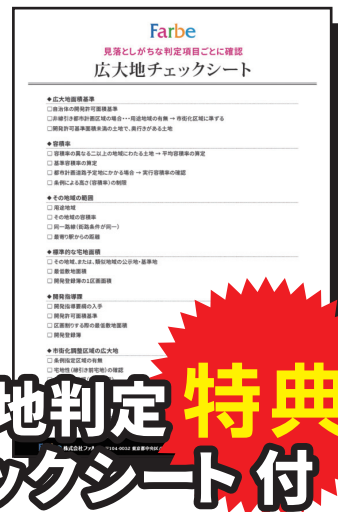 Farbe
見落としがちな判定項目ごとに確認
広大地チェックシート
◆広大地面積基準
□自治体の開発許可面積基準
□非線引き都市計画区域の場合・・・用途地域の有無 → 市街化区域に準ずる
□開発許可基準面積未満の土地で、奥行きがある土地
◆容積率
□容積率の異なる二以上の地域にわたる土地 → 平均容積率の算定
□基準容積率の算定
□都市計画道路予定地にかかる場合 → 実行容積率の確認
□条例による高さ(容積率)の制限
◆その地域の範囲
□用途地域
□その地域の容積率
□同一路線(街路条件が同一)
□最寄り駅からの距離
◆標準的な宅地面積
□その地域、または、類似地域の公示地・基準地
□最低敷地面積
□開発登録簿の1区画面積
◆開発指導課
□開発指導要綱の入手
□開発許可面積基準
□区画割りする際の最低敷地面積
□開発登録簿
◆市街化調整区域の広大地
□条例指定区域の有無
□宅地性(線引き前宅地)の確認
地判定 特典
株式会社ファル
104-0032 東京都中央区
ックシート 付